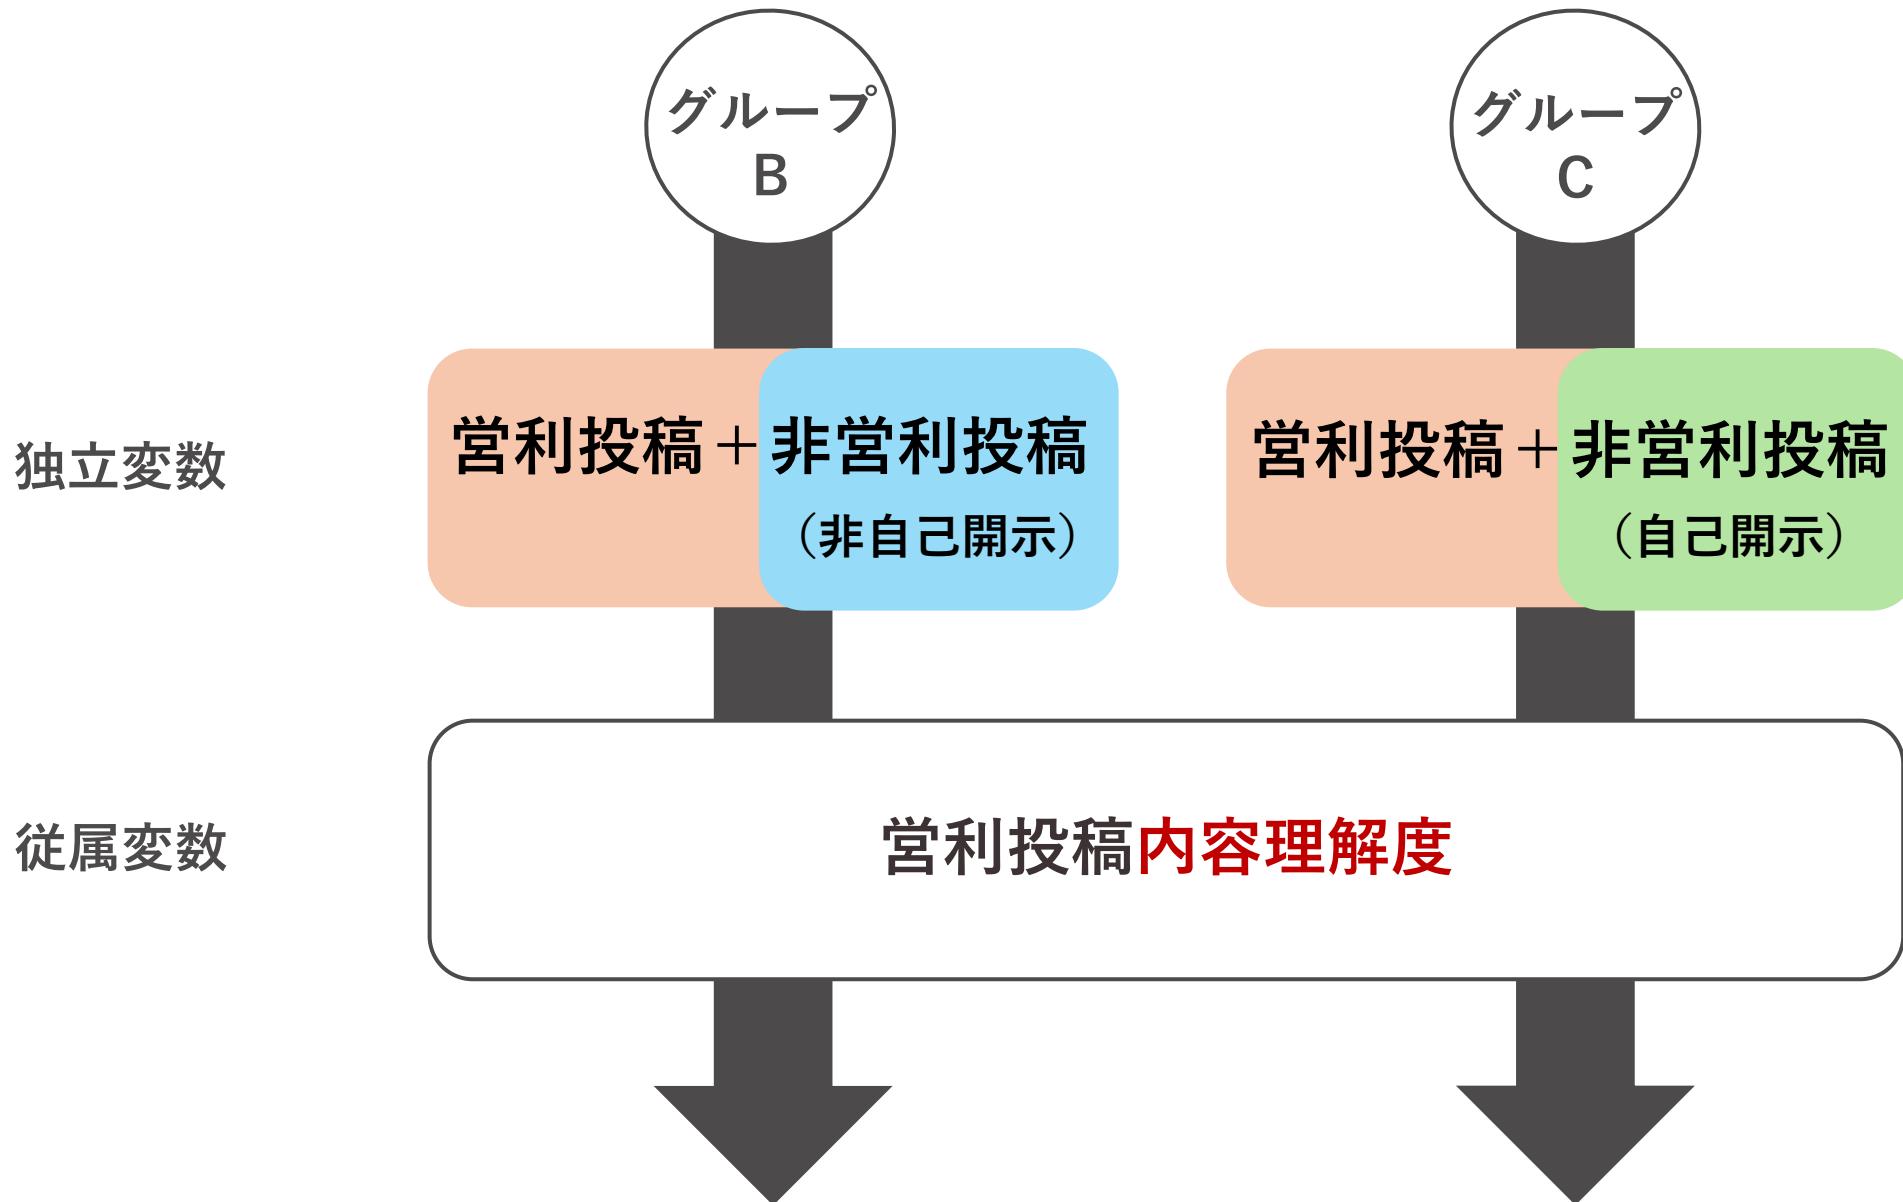 グループ
B
グループ
C
独立変数
営利投稿＋非営利投稿
（非自己開示）
営利投稿＋非営利投稿
（自己開示）
従属変数
営利投稿内容理解度